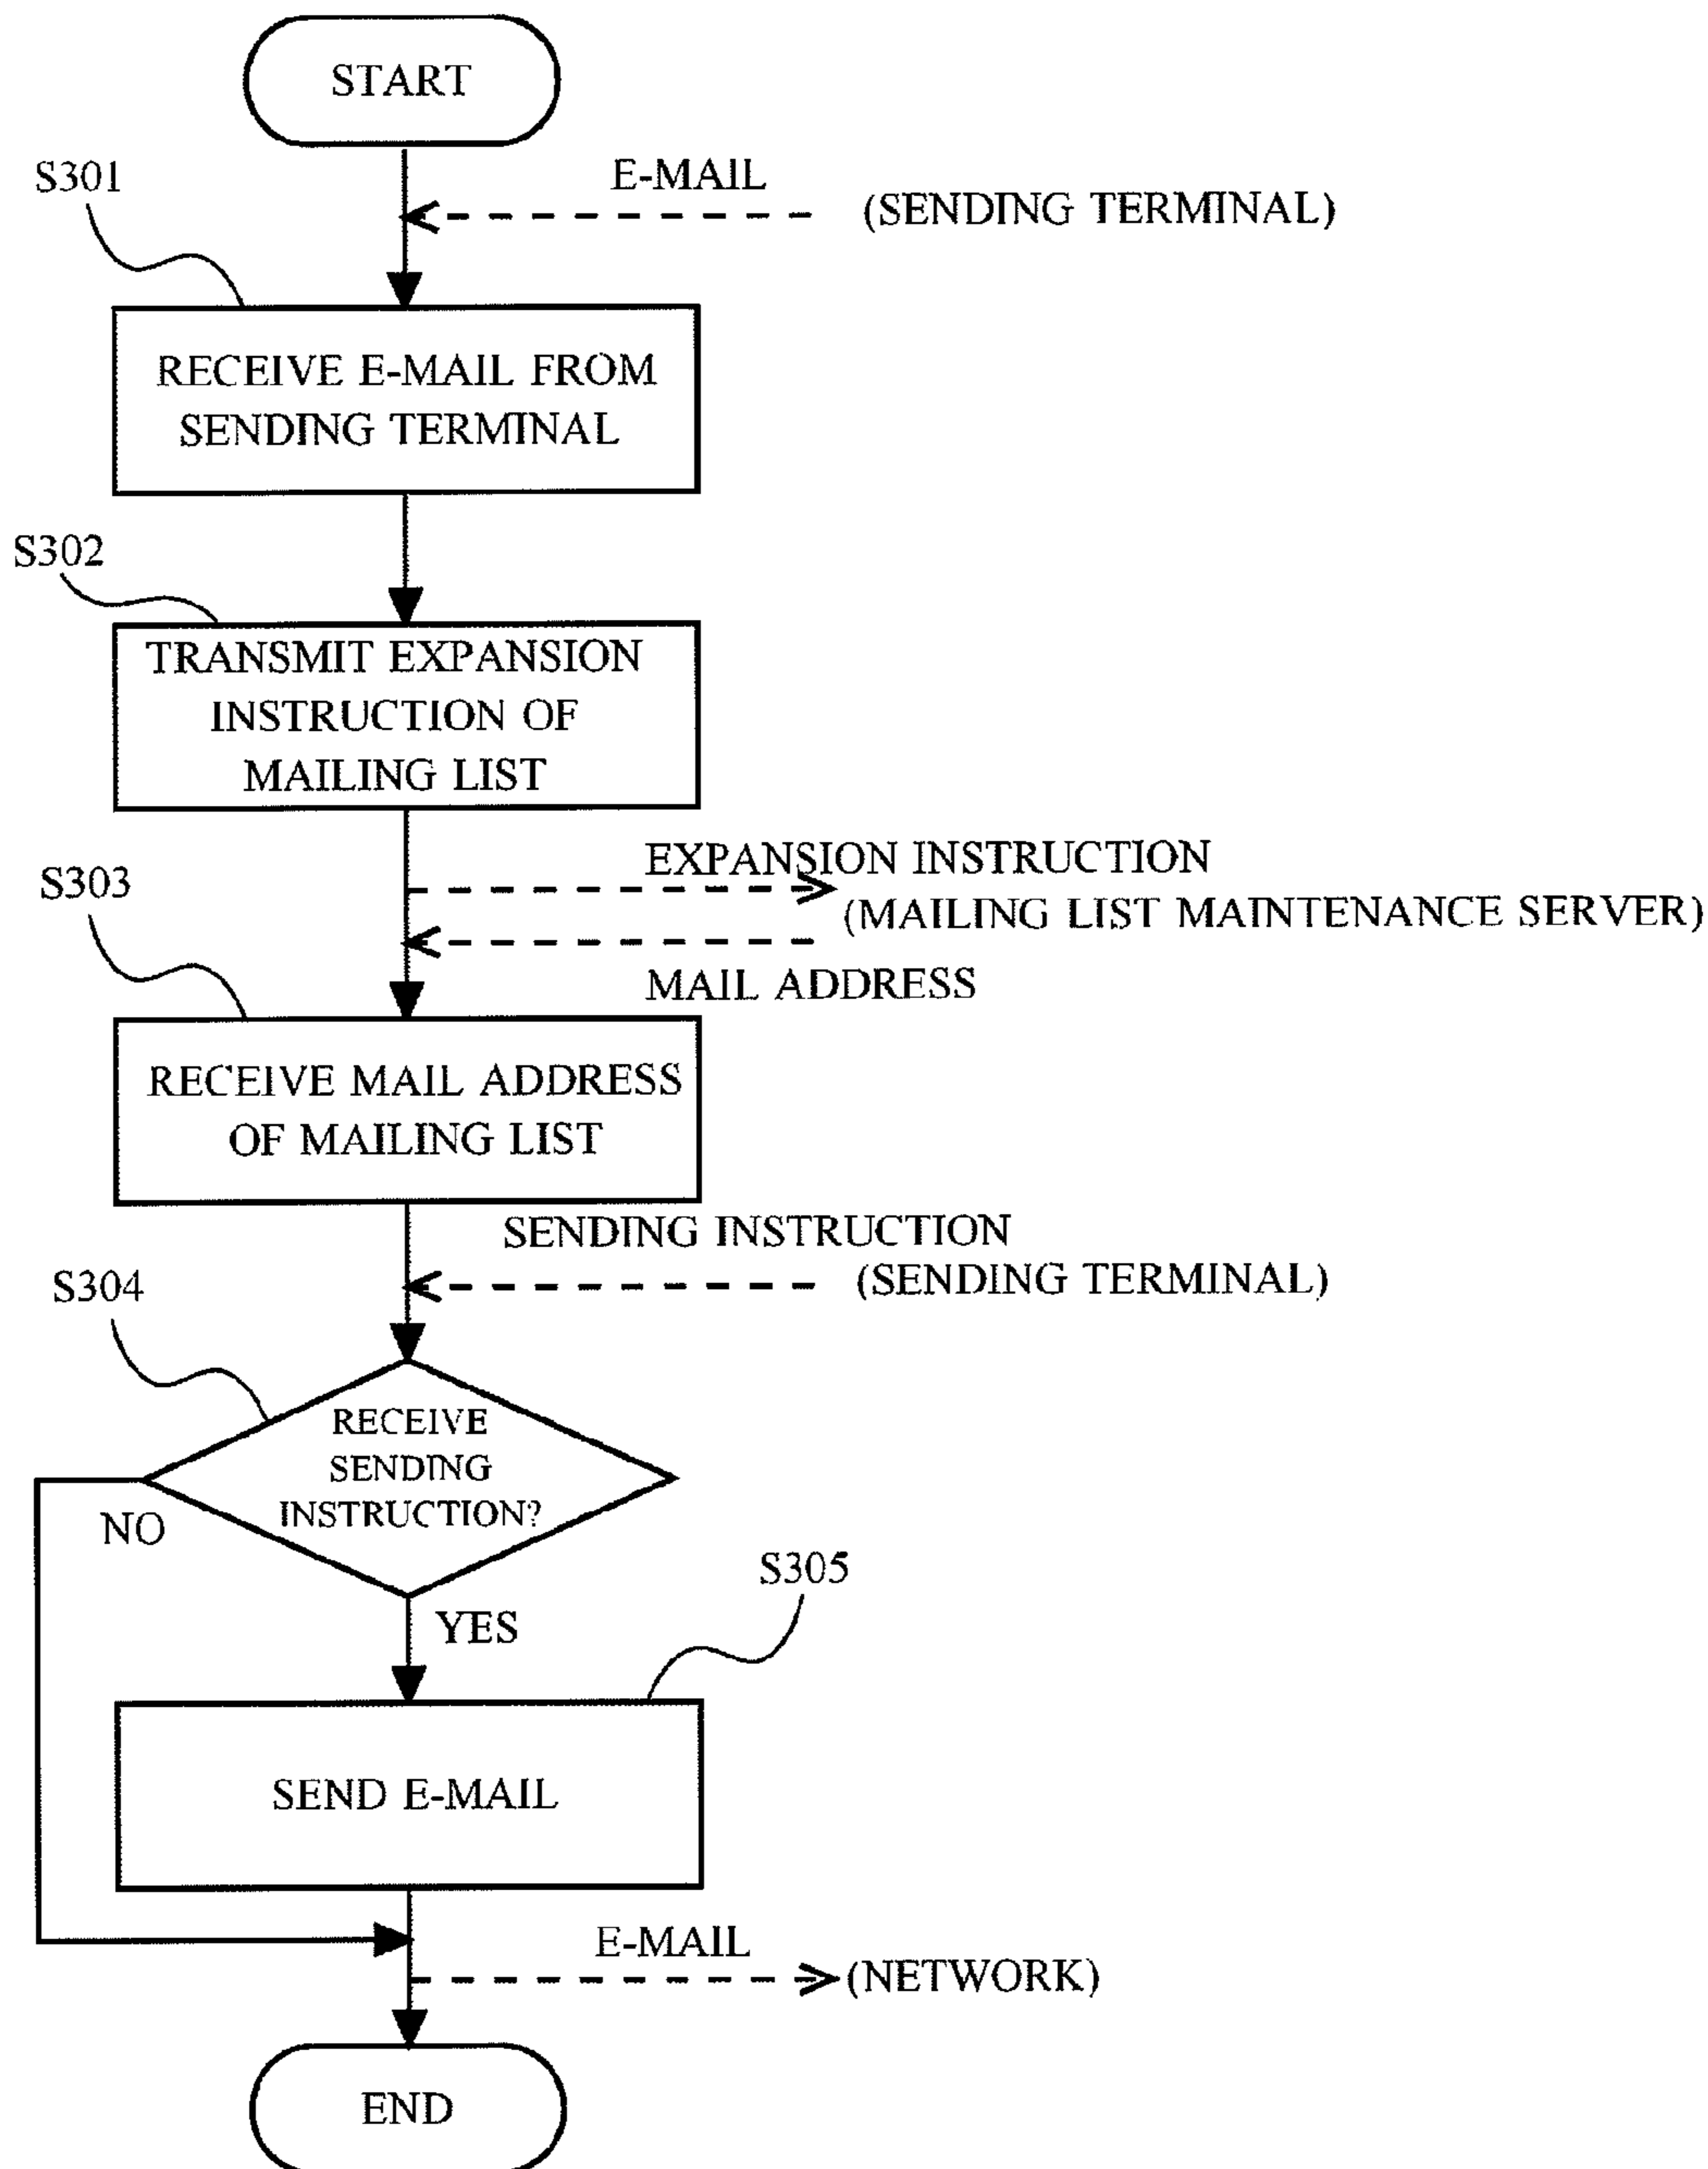 START
S301
E-MAIL
(SENDING TERMINAL)
RECEIVE E-MAIL FROM
SENDING TERMINAL
S302
TRANSMIT EXPANSION
INSTRUCTION OF
MAILING LIST
S303
EXPANSION INSTRUCTION
(MAILING LIST MAINTENANCE SERVER)
MAIL ADDRESS
RECEIVE MAIL ADDRESS
OF MAILING LIST
SENDING INSTRUCTION
(SENDING TERMINAL)
S304
RECEIVE
SENDING
INSTRUCTION?
NO
YES
S305
SEND E-MAIL
E-MAIL
(NETWORK)
END